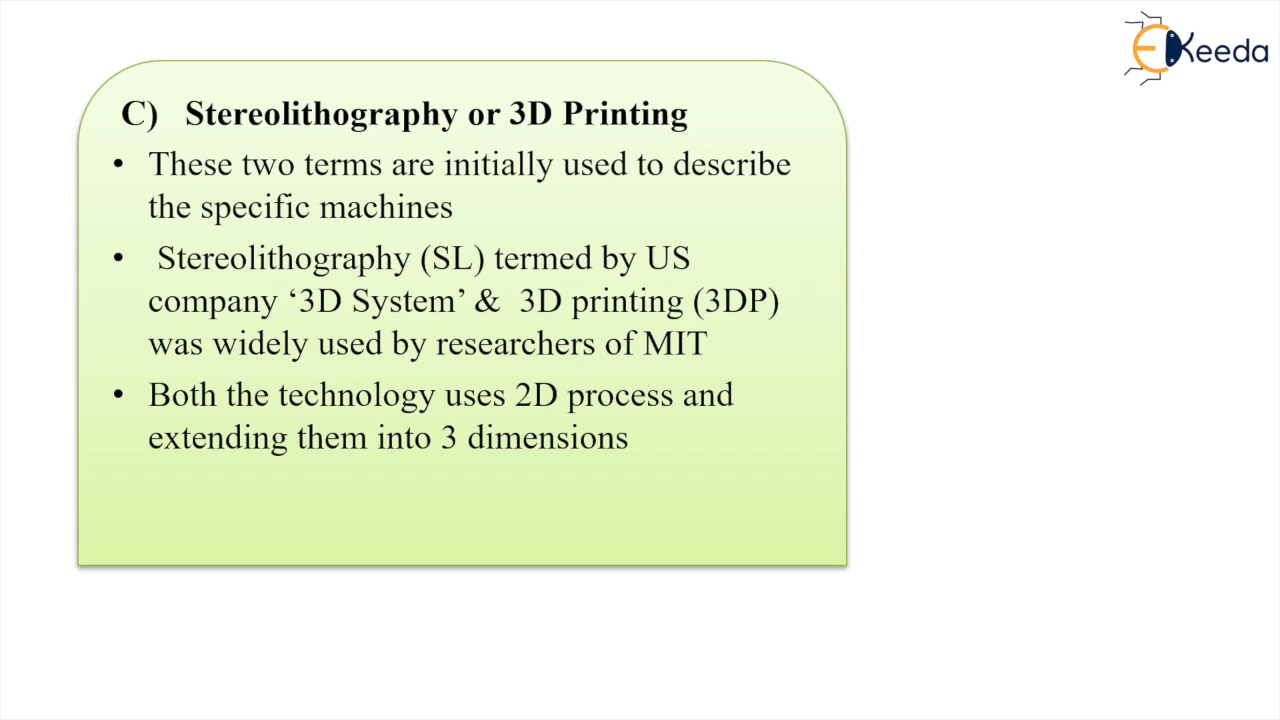 EKeeda
C) Stereolithography or 3D Printing
• These two terms are initially used to describe
the specific machines
• Stereolithography (SL) termed by US
company ‘3D System’ & 3D printing (3DP)
was widely used by researchers of MIT
• Both the technology uses 2D process and
extending them into 3 dimensions